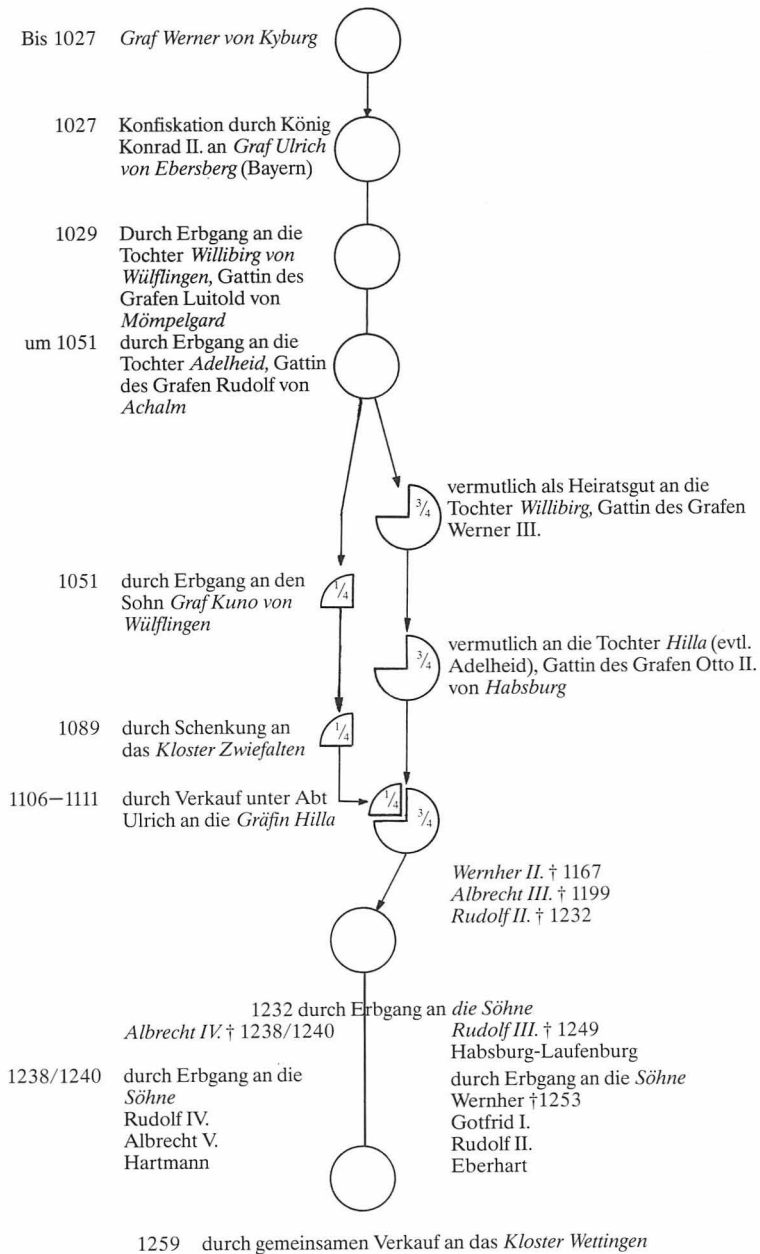 Bis 1027 Graf Werner von Kyburg
1027 Konfiskation durch König
Konrad II. an Graf Ulrich
von Ebersberg (Bayern)
1029 Durch Erbgang an die
Tochter Willibirg von
Wülflingen, Gattin des
Grafen Luitold von
Mömpelgard
um 1051 durch Erbgang an die
Tochter Adelheid, Gattin
des Grafen Rudolf von
Achalm
3/4
vermutlich als Heiratsgut an die
Tochter Willibirg, Gattin des Grafen
Werner III.
1051 durch Erbgang an den
Sohn Graf Kuno von
Wülflingen
1/4
3/4
vermutlich an die Tochter Hilla (evtl.
Adelheid), Gattin des Grafen Otto II.
von Habsburg
1089 durch Schenkung an
das Kloster Zwiefalten
1/4
1106–1111 durch Verkauf unter Abt
Ulrich an die Gräfin Hilla
1/4
3/4
Wernher II. † 1167
Albrecht III. † 1199
Rudolf II. † 1232
1232 durch Erbgang an die Söhne
Albrecht IV. † 1238/1240
Rudolf III. † 1249
Habsburg-Laufenburg
1238/1240 durch Erbgang an die
Söhne
Rudolf IV.
Albrecht V.
Hartmann
durch Erbgang an die Söhne
Wernher †1253
Gotfrid I.
Rudolf II.
Eberhart
1259 durch gemeinsamen Verkauf an das Kloster Wettingen